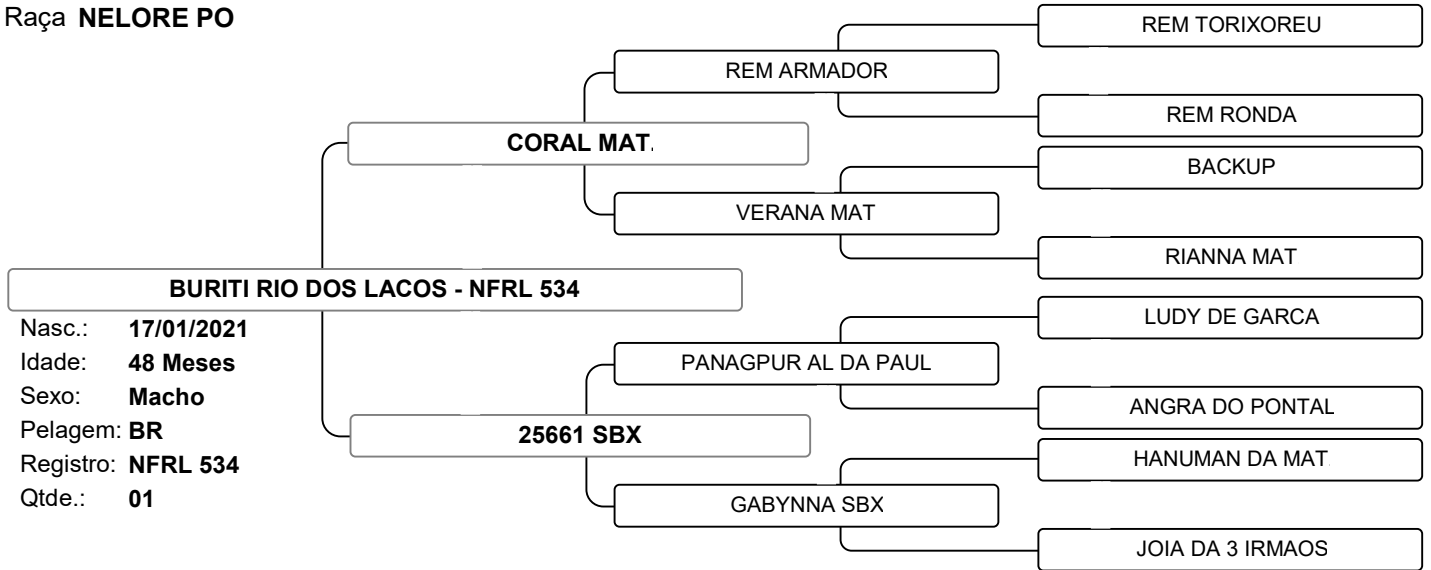 Raça NELORE PO
REM TORIXOREU
REM ARMADOR
REM RONDA
CORAL MAT.
BACKUP
VERANA MAT
RIANNA MAT
BURITI RIO DOS LACOS - NFRL 534
LUDY DE GARCA
Nasc.: 17/01/2021
Idade: 48 Meses
PANAGPUR AL DA PAUL
Sexo: Macho
ANGRA DO PONTAL
Pelagem: BR
25661 SBX
HANUMAN DA MAT
Registro: NFRL 534
Qtde.: 01
GABYNNA SBX
JOIA DA 3 IRMAOS